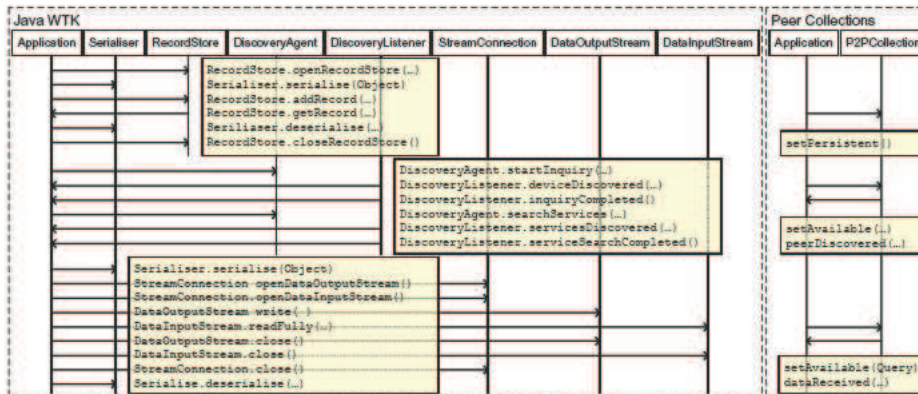 Java WTK
Peer Collections
Application Serialiser RecordStore DiscoveryAgent DiscoveryListener StreamConnection DataOutputStream DataInputStream
Application P2PCollection
RecordStore.openRecordStore(…)
Serialiser.serialise(Object)
RecordStore.addRecord(…)
RecordStore.getRecord(…)
Seriliaser.deserialise(…)
RecordStore.closeRecordStore()
setPersistent()
DiscoveryAgent.startInquiry(…)
DiscoveryListener.deviceDiscovered(…)
DiscoveryListener.inquiryCompleted()
DiscoveryAgent.searchServices(…)
DiscoveryListener.servicesDiscovered(…)
DiscoveryListener.serviceSearchCompleted()
setAvailable(…)
peerDiscovered(…)
Serialiser.serialise(Object)
StreamConnection.openDataOutputStream()
StreamConnection.openDataInputStream()
DataOutputStream.write( )
DataInputStream.readFully(…)
DataOutputStream.close()
DataInputStream.close()
StreamConnection.close()
Serialise.deserialise(…)
setAvailable(Query)
dataReceived(…)